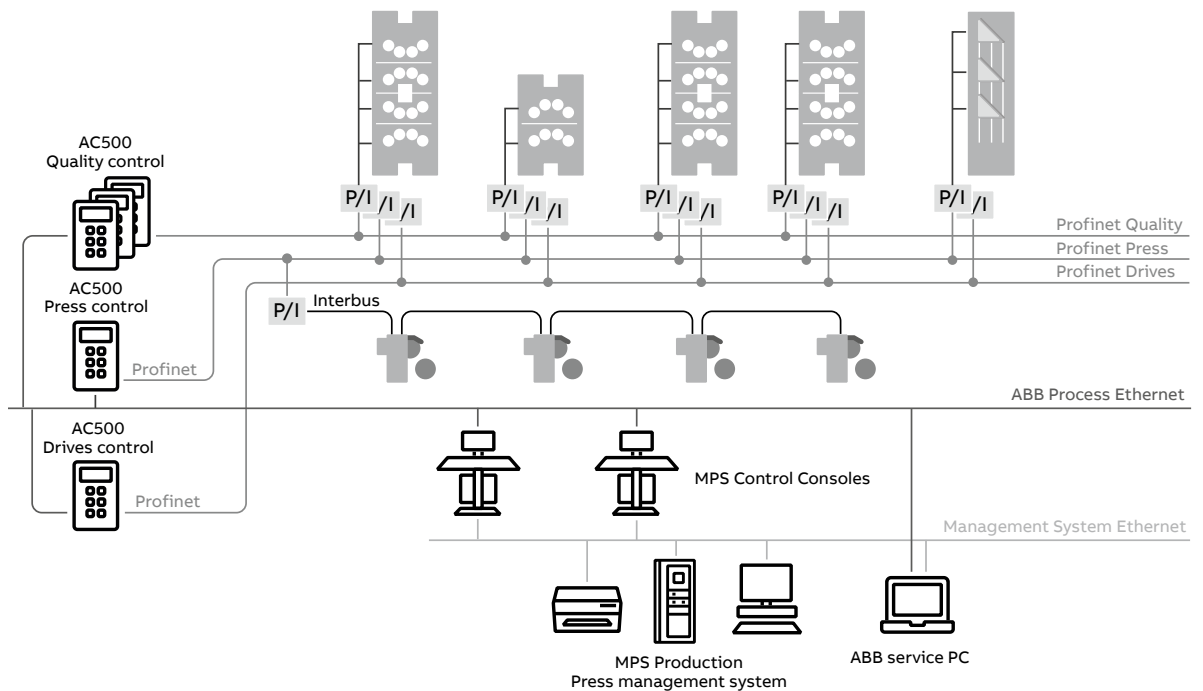 AC500
Quality control
P/I
/I
/I
P/I
/I
/I
P/I
/I
/I
P/I
/I
/I
P/I
/I
Profinet Quality
Profinet Press
Profinet Drives
AC500
Press control
P/I
Interbus
Profinet
ABB Process Ethernet
AC500
Drives control
MPS Control Consoles
Profinet
Management System Ethernet
MPS Production
Press management system
ABB service PC